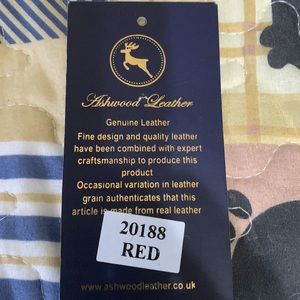 Ashwood Leather
Genuine Leather
Fine design and quality leather
have been combined with expert
craftsmanship to produce this
product
Occasional variation in leather
grain authenticates that this
article is made from real leather
20188
RED
www.ashwoodleather.co.uk